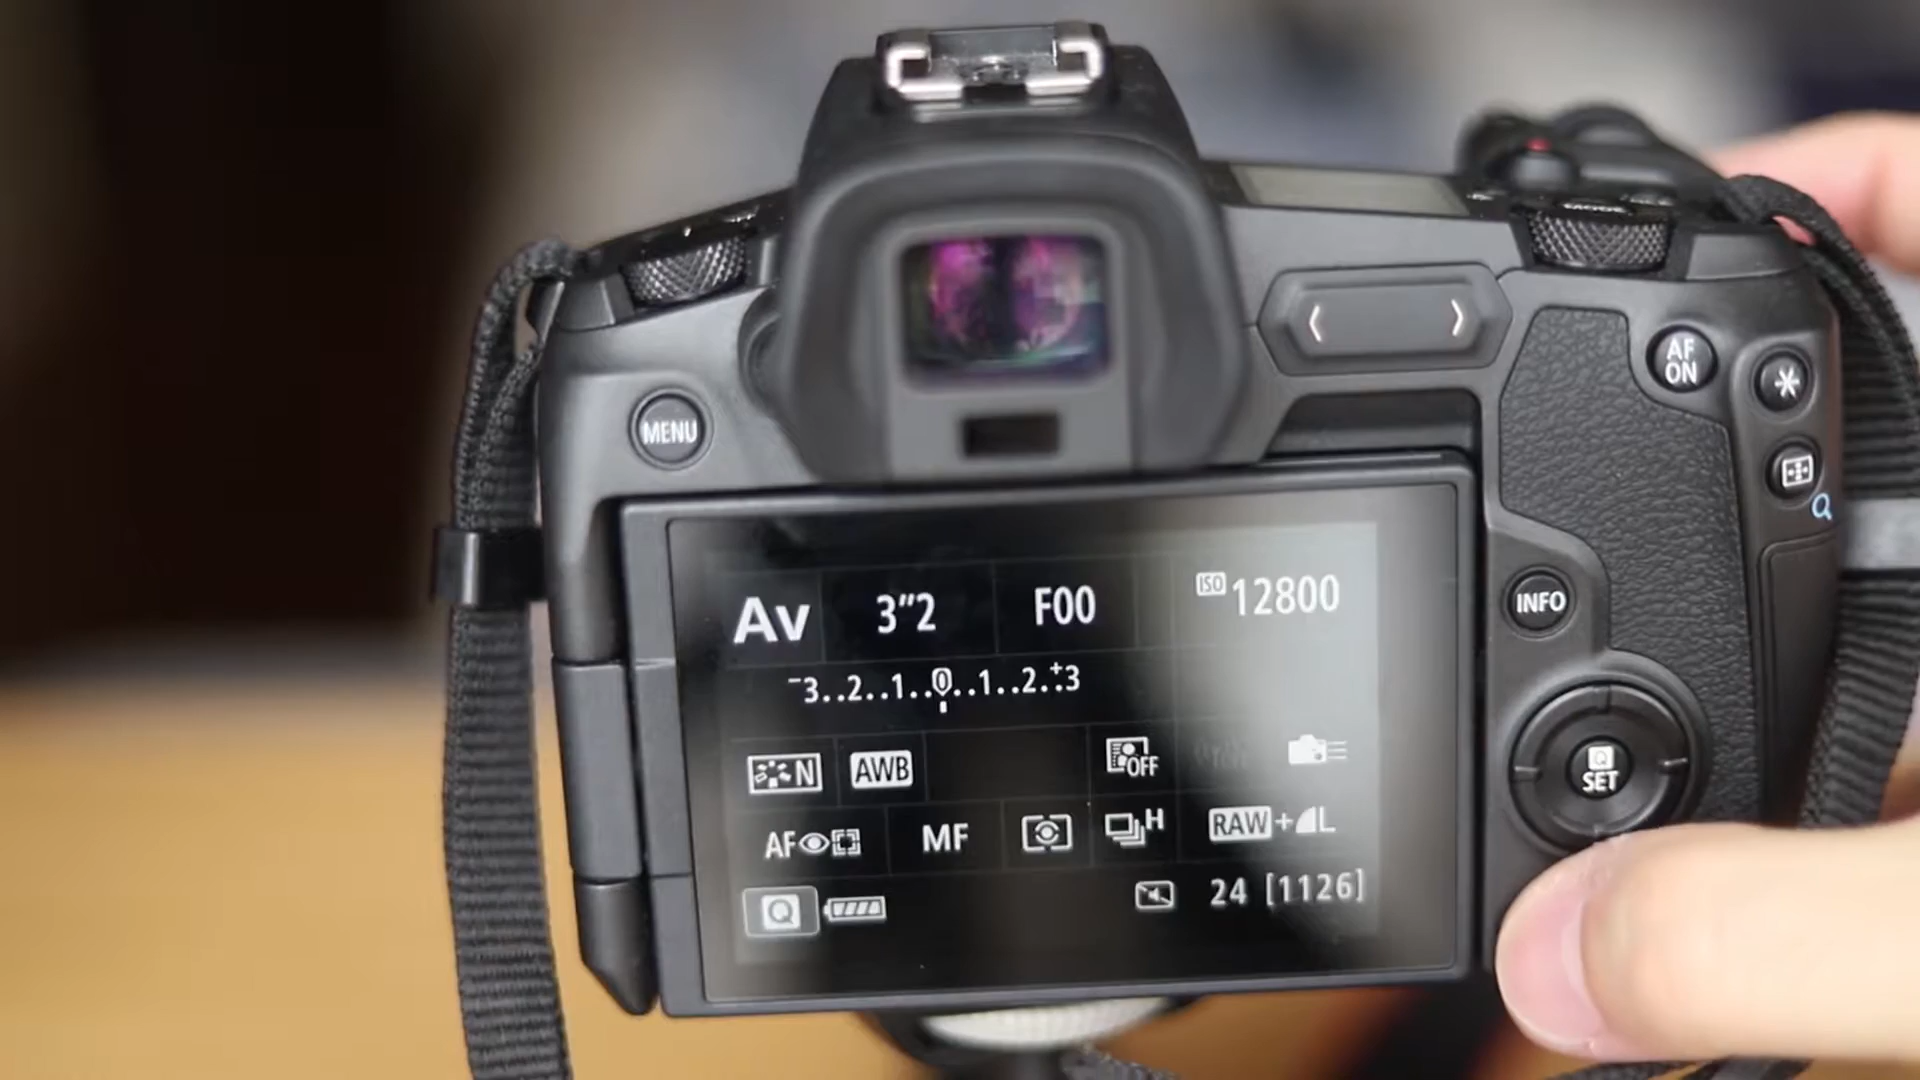 MODE
MENU
AF
ON
INFO
Q
SET
Av 3"2 F00 ISO 12800
-3..2..1..0..1..2..+3
N AWB OFF
AF MF H RAW+L
Q 24 [1126]